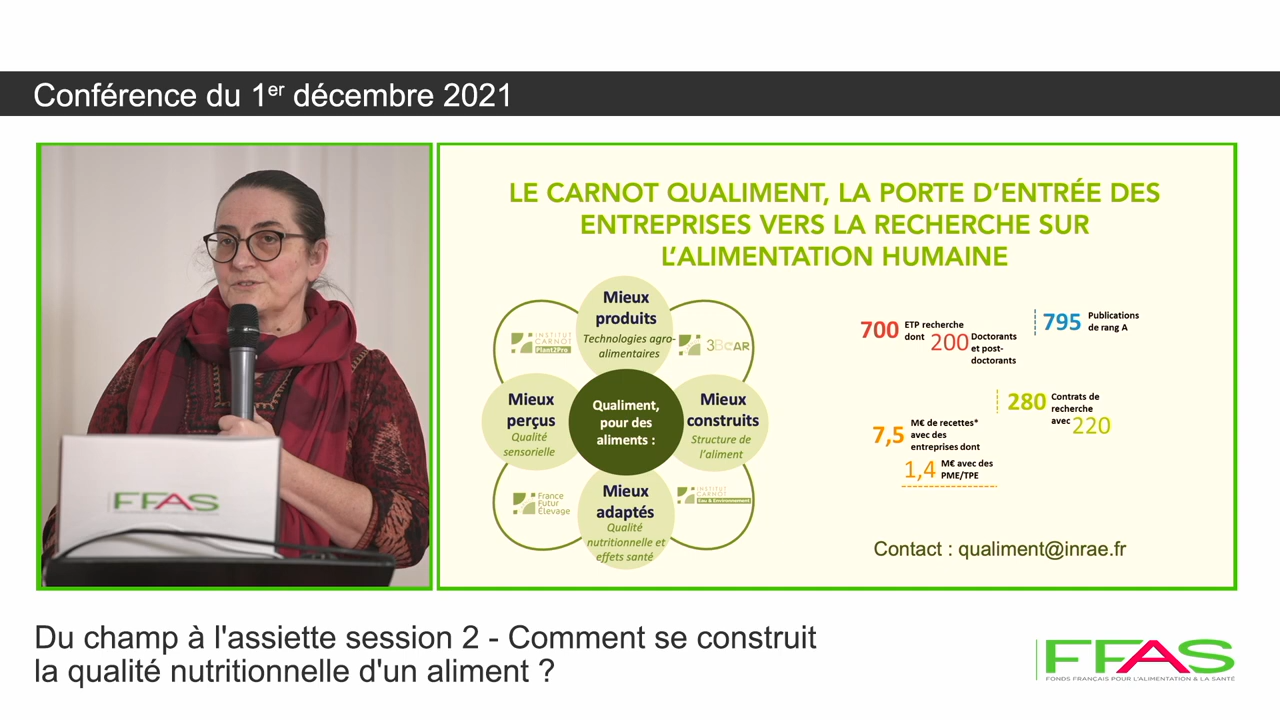 Conférence du 1er décembre 2021
FFAS
LE CARNOT QUALIMENT, LA PORTE D’ENTRÉE DES
ENTREPRISES VERS LA RECHERCHE SUR
L’ALIMENTATION HUMAINE
Mieux
produits
Technologies agro-
alimentaires
INSTITUT
CARNOT
Plant2Pro
3BCAR
Mieux
perçus
Qualité
sensorielle
Qualiment,
pour des
aliments :
Mieux
construits
Structure de
l’aliment
France
Futur
Élevage
Mieux
adaptés
Qualité
nutritionnelle et
effets santé
INSTITUT
CARNOT
Eau & Environnement
700 ETP recherche
dont 200 Doctorants
et post-
doctorants
795 Publications
de rang A
280 Contrats de
recherche
avec 220
7,5 M€ de recettes*
avec des
entreprises dont
1,4 M€ avec des
PME/TPE
Contact : qualiment@inrae.fr
Du champ à l'assiette session 2 - Comment se construit
la qualité nutritionnelle d'un aliment ?
FFAS
FONDS FRANÇAIS POUR L'ALIMENTATION & LA SANTÉ